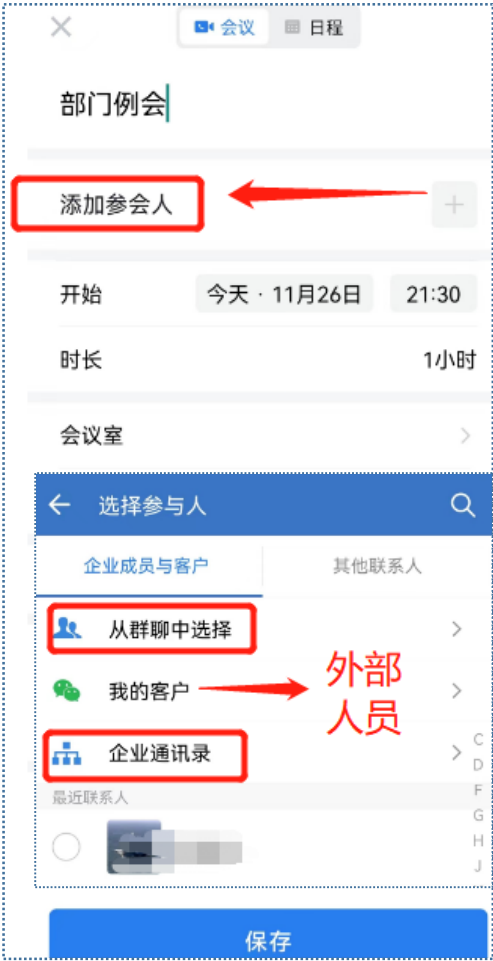 会议 日程
部门例会
添加参会人
开始 今天 · 11月26日 21:30
时长 1小时
会议室
选择参与人
企业成员与客户 其他联系人
从群聊中选择
我的客户
外部
人员
企业通讯录
最近联系人
C
D
F
G
H
J
保存